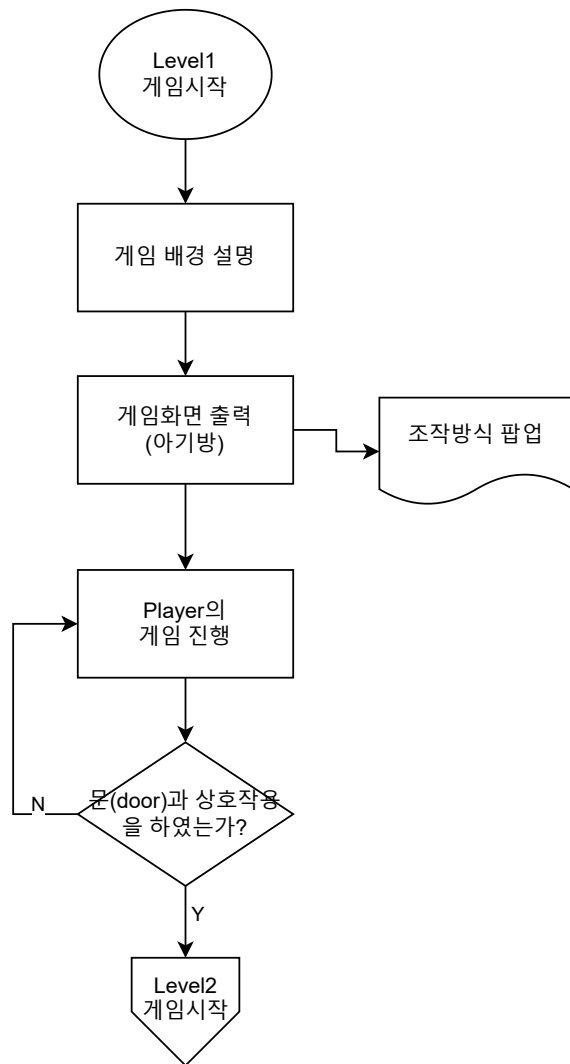 Level1
게임시작
게임 배경 설명
게임화면 출력
(아기방)
조작방식 팝업
Player의
게임 진행
문(door)과 상호작용
을 하였는가?
N
Y
Level2
게임시작